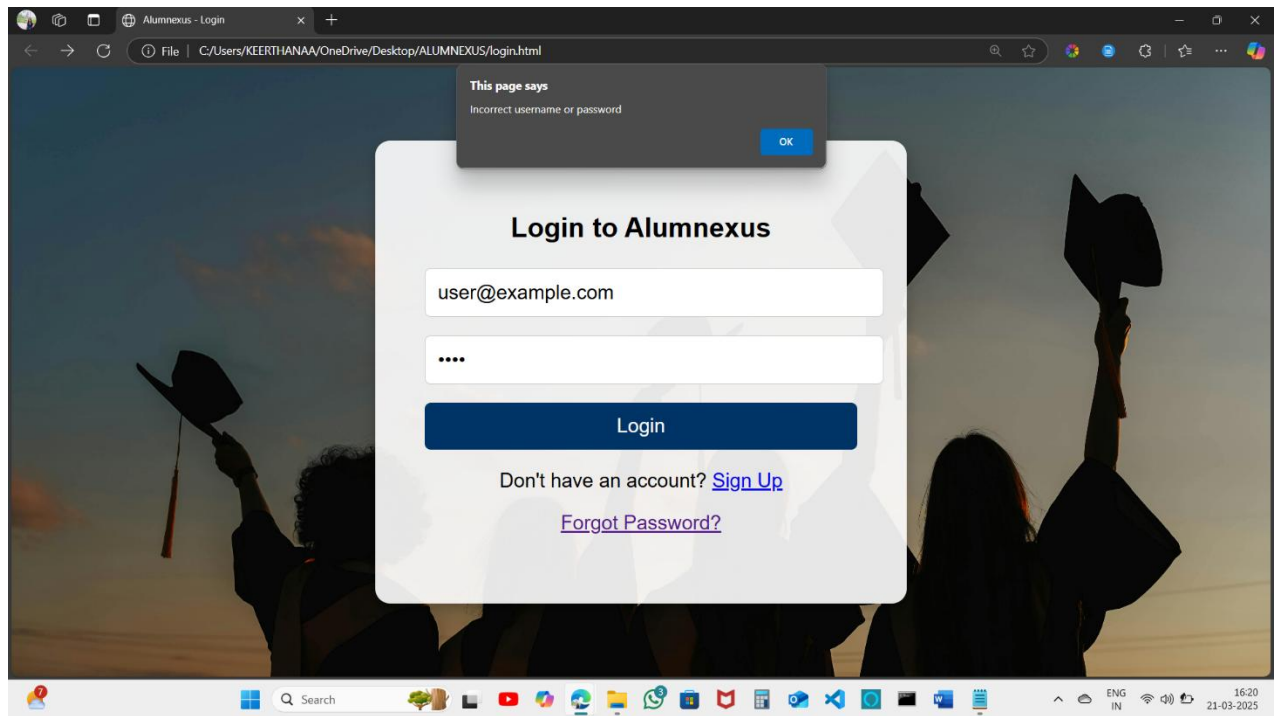 Alumnexus - Login
File | C:/Users/KEERTHANAA/OneDrive/Desktop/ALUMNEXUS/login.html
This page says
Incorrect username or password
OK
Login to Alumnexus
user@example.com
••••
Login
Don't have an account? Sign Up
Forgot Password?
7
Search
3
ENG
IN
16:20
21-03-2025